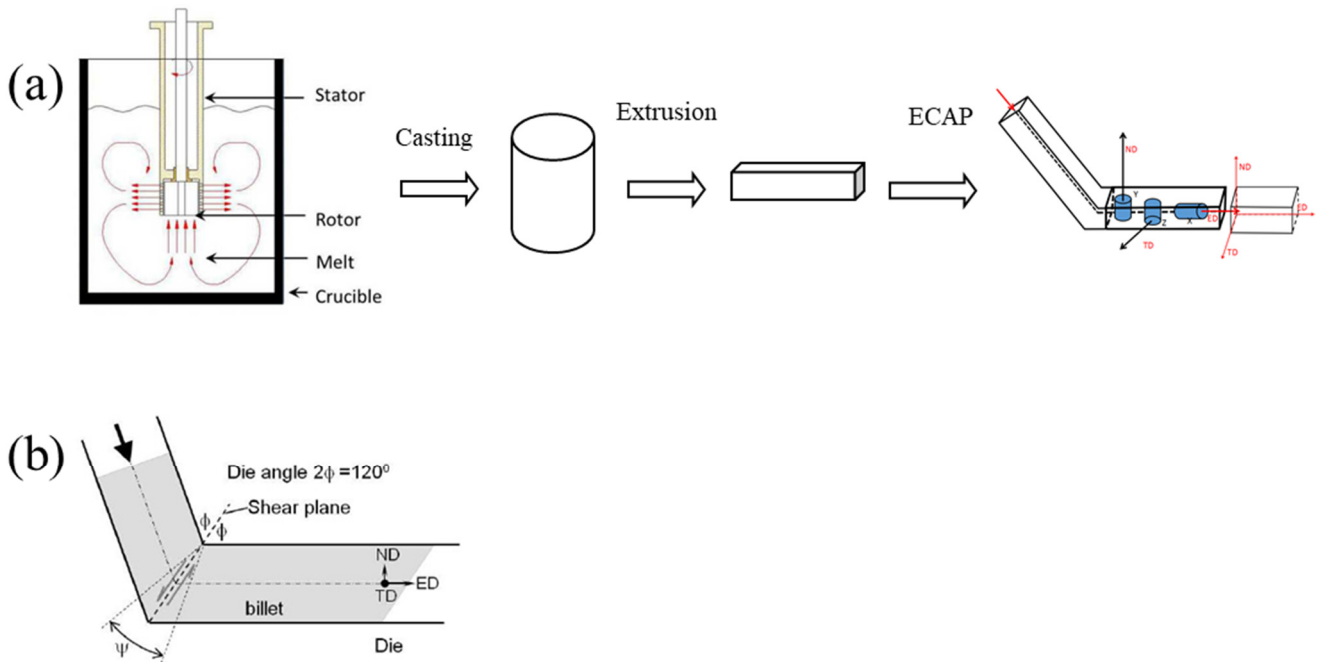 (a)
Stator
Rotor
Melt
Crucible
Casting
Extrusion
ECAP
ND
Y
Z
X
ED
TD
ND
ED
TD
(b)
Die angle 2ϕ =120⁰
Shear plane
ϕ
ϕ
ND
ED
TD
billet
Ψ
Die